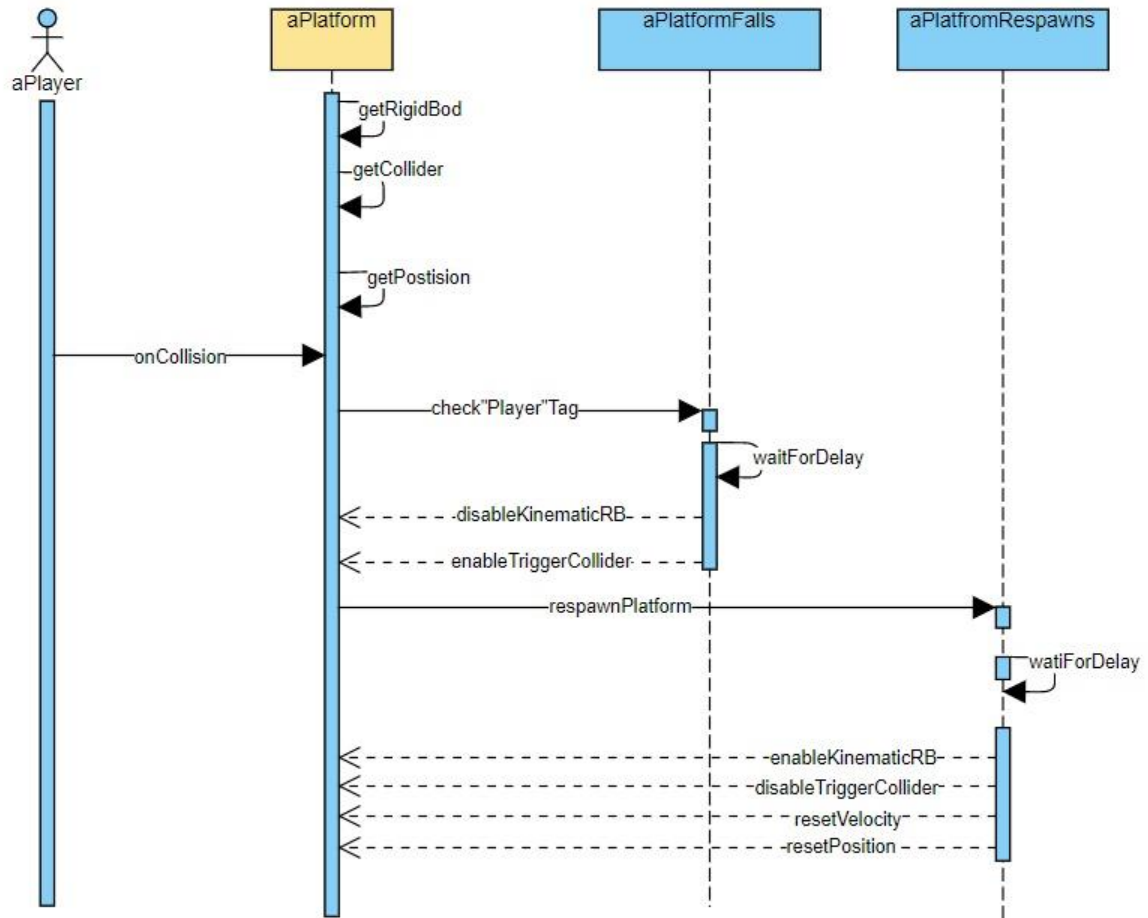 aPlayer
aPlatform
aPlatformFalls
aPlatfromRespawns
getRigidBod
getCollider
getPostision
onCollision
check"Player"Tag
waitForDelay
disableKinematicRB
enableTriggerCollider
respawnPlatform
watiForDelay
enableKinematicRB
disableTriggerCollider
resetVelocity
resetPosition